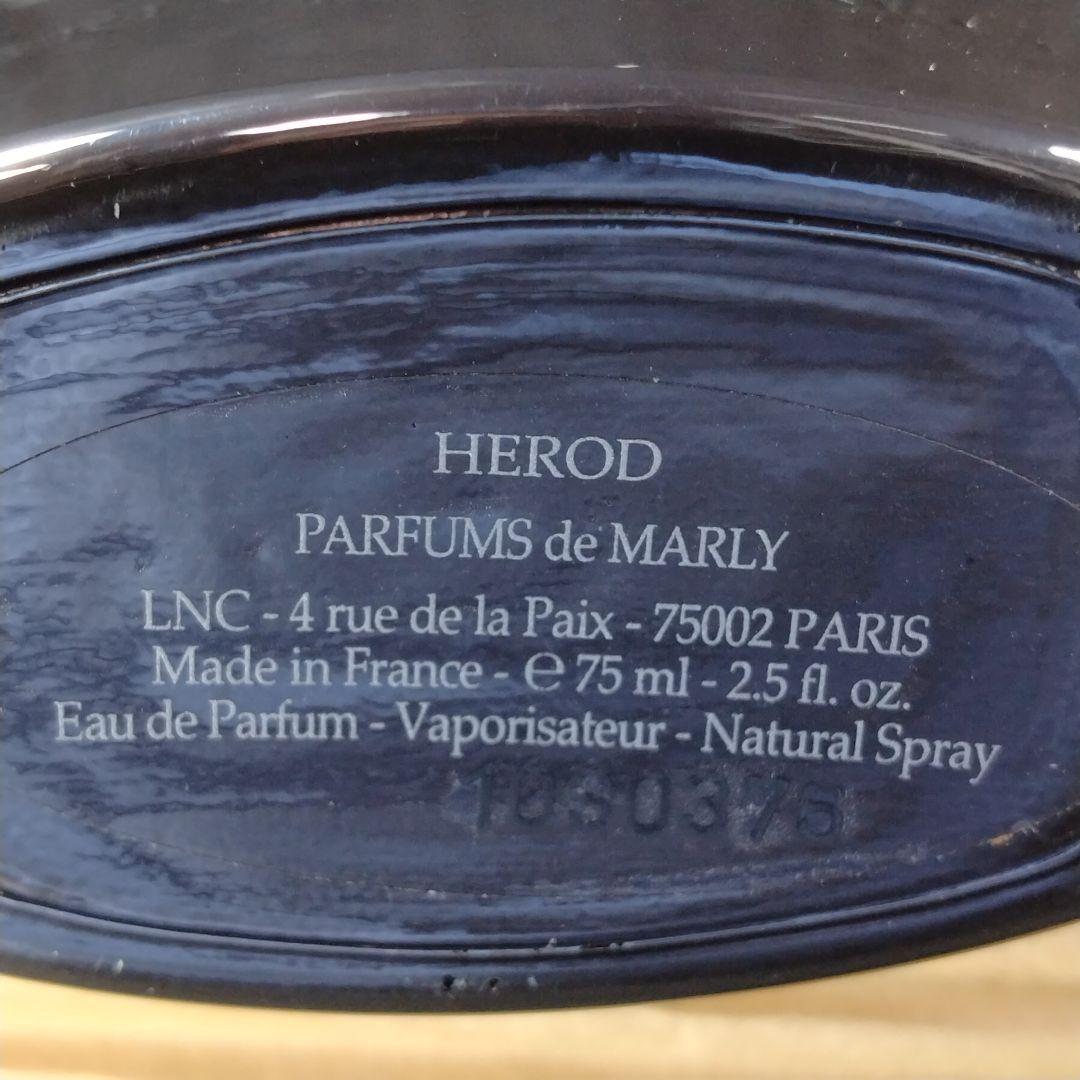 HEROD
PARFUMS de MARLY
LNC - 4 rue de la Paix - 75002 PARIS
Made in France - ℮ 75 ml - 2.5 fl. oz.
Eau de Parfum - Vaporisateur - Natural Spray